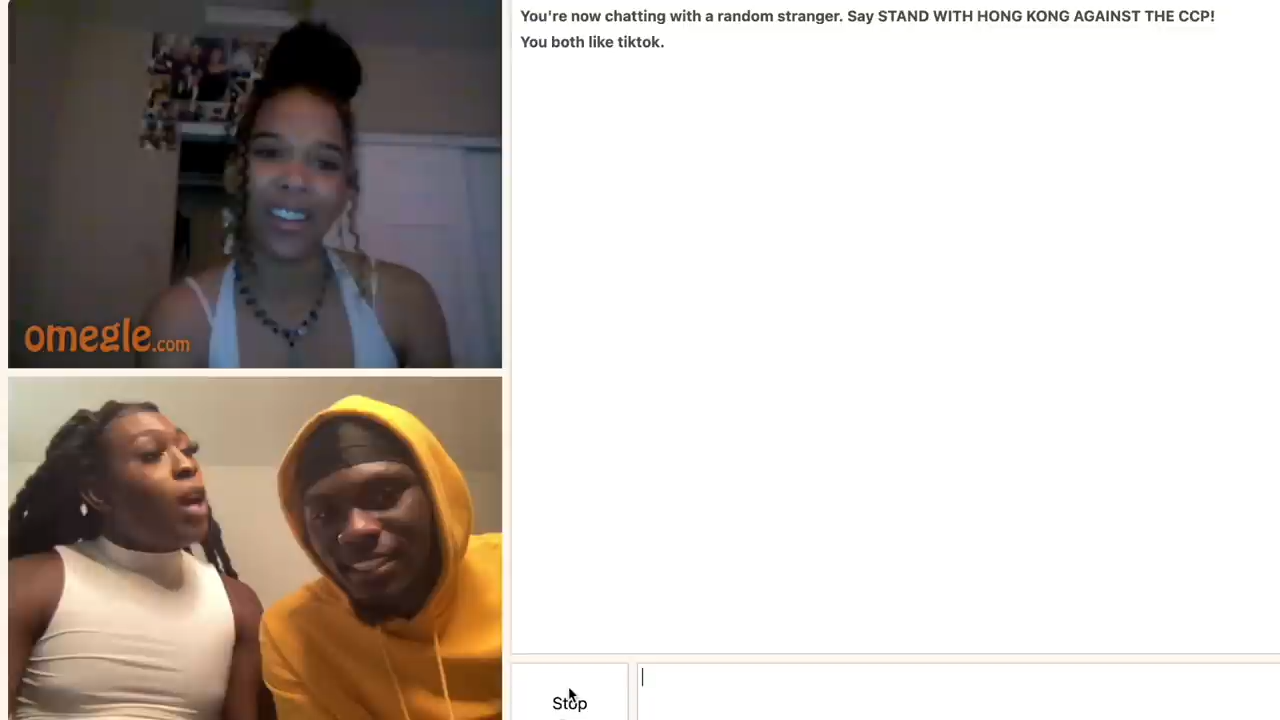 You're now chatting with a random stranger. Say STAND WITH HONG KONG AGAINST THE CCP!
You both like tiktok.
omegle.com
Stop